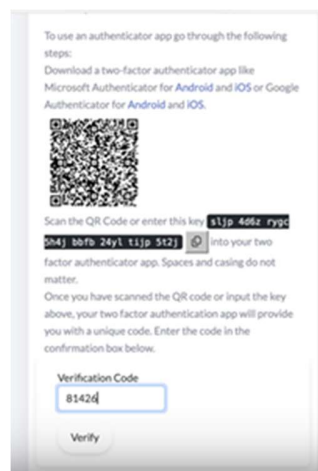 To use an authenticator app go through the following
steps:
Download a two-factor authenticator app like
Microsoft Authenticator for Android and iOS or Google
Authenticator for Android and iOS.
Scan the QR Code or enter this key sljp 4d6z rygc
5h4j bbfb 24yl tijp 5t2j into your two
factor authenticator app. Spaces and casing do not
matter.
Once you have scanned the QR code or input the key
above, your two factor authentication app will provide
you with a unique code. Enter the code in the
confirmation box below.
Verification Code
81426
Verify